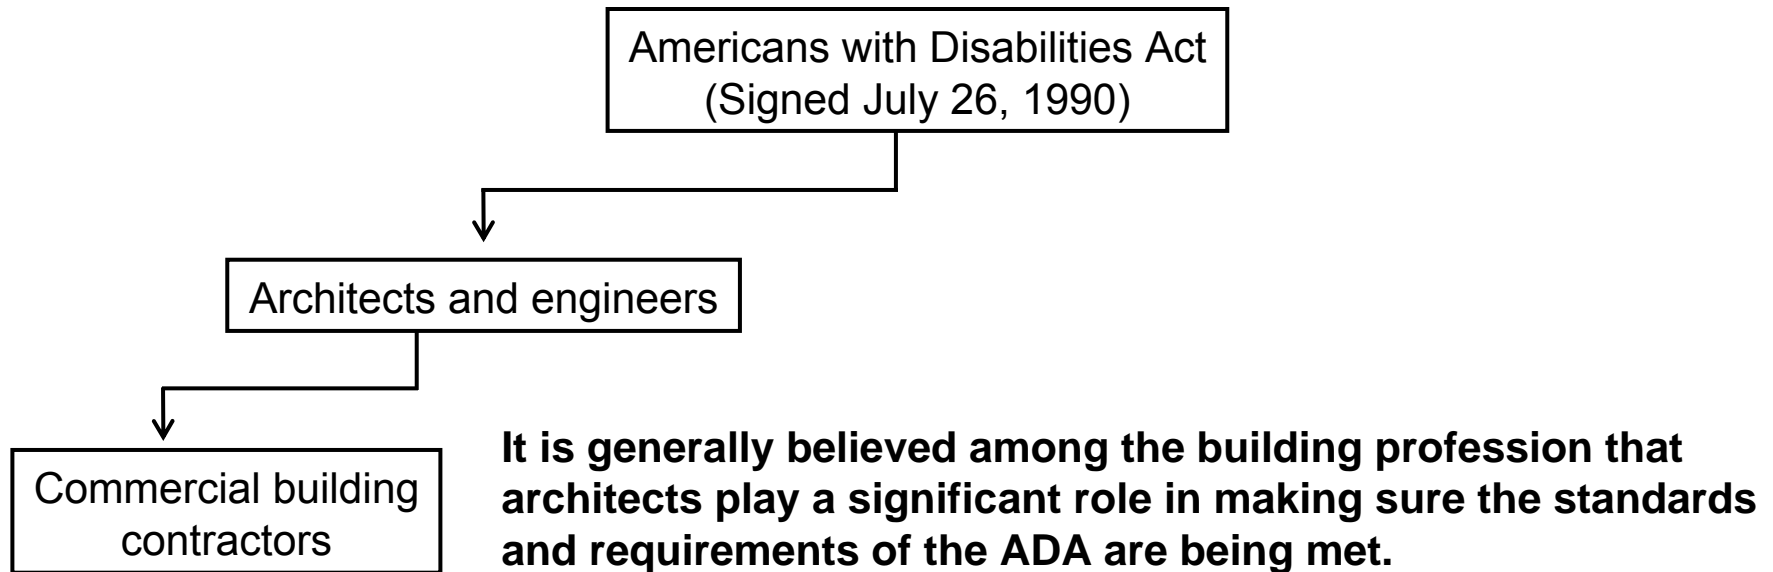 Americans with Disabilities Act
(Signed July 26, 1990)
Architects and engineers
Commercial building
contractors
It is generally believed among the building profession that
architects play a significant role in making sure the standards
and requirements of the ADA are being met.